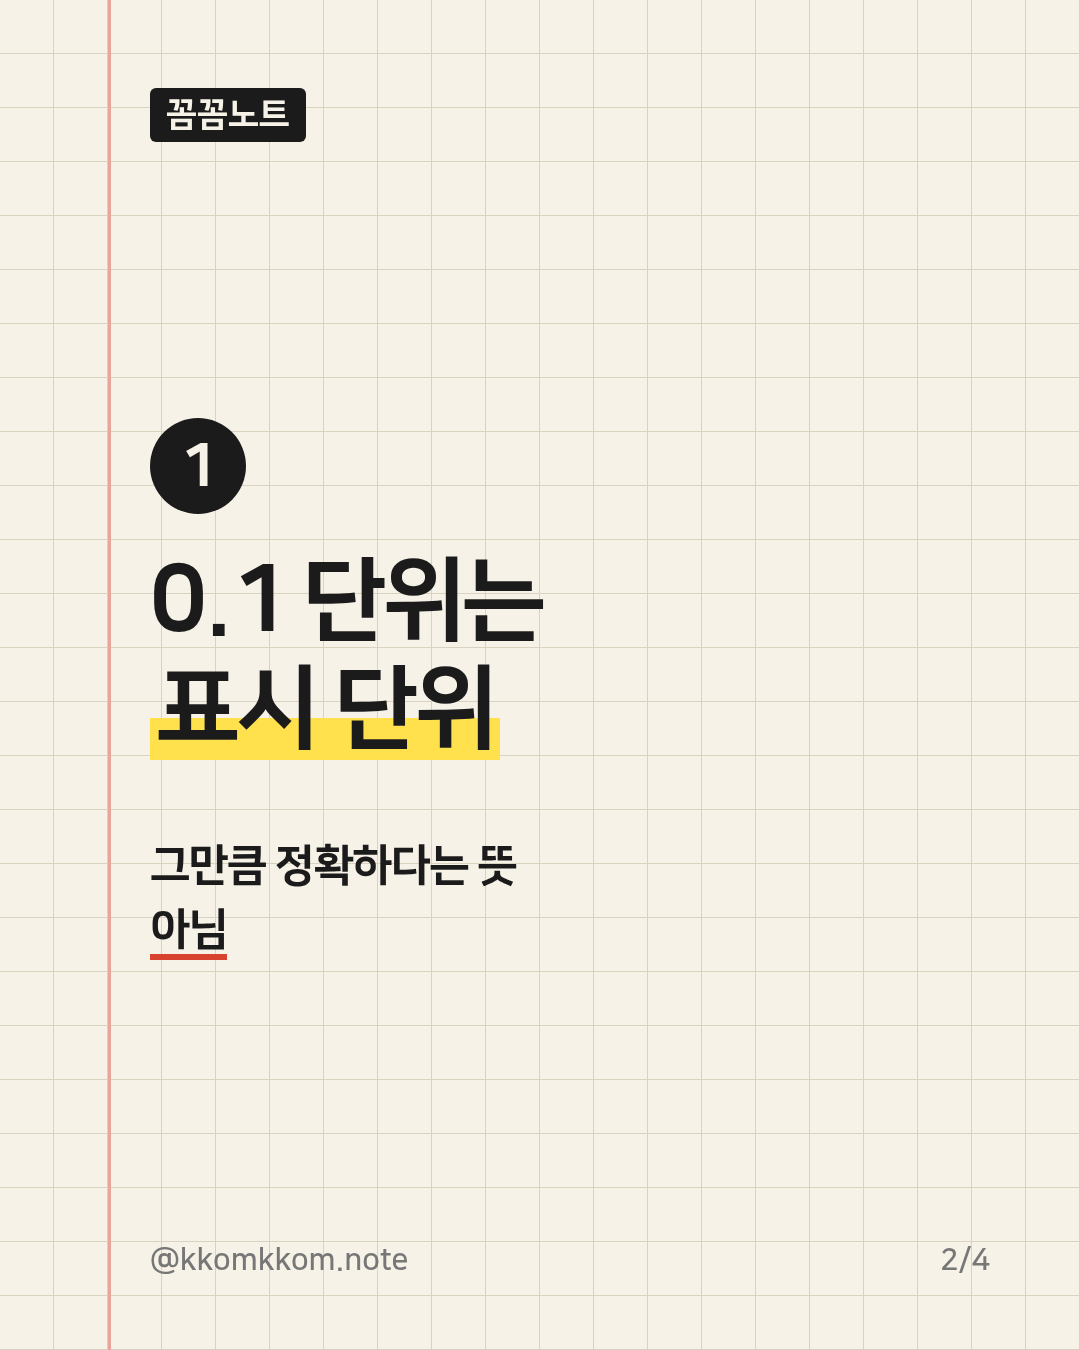 꼼꼼노트
1
0.1 단위는
표시 단위
그만큼 정확하다는 뜻
아님
@kkomkkom.note
2/4